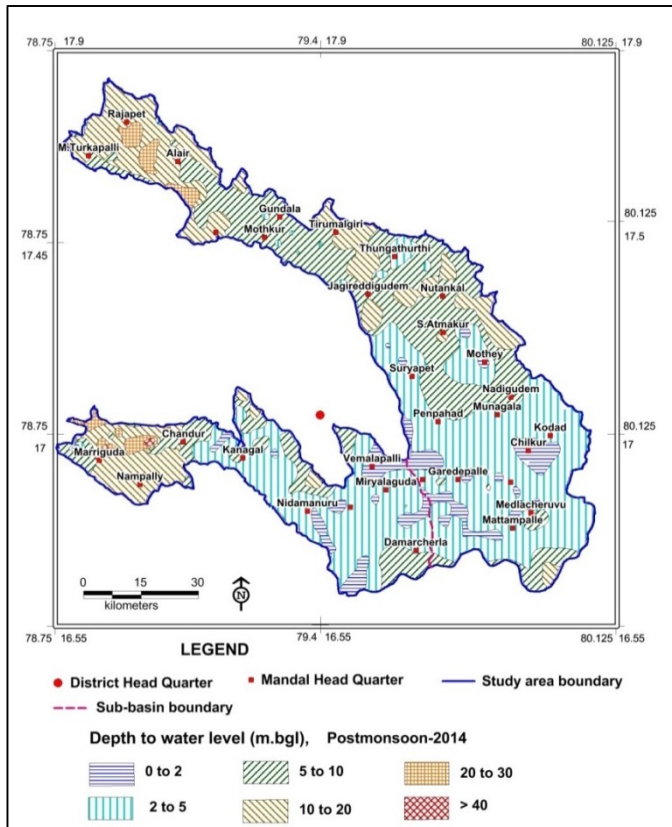 78.75 17.9
79.4 17.9
80.125 17.9
Rajapet
M.Turkapalli
Alair
Gundala
Tirumalgiri
Mothkur
78.75
17.45
80.125
17.5
Thungathurthi
Jagireddigudem
Nutankal
S.Atmakur
Mothey
Suryapet
Nadigudem
Penpahad
Munagala
78.75
17
80.125
17
Kodad
Chilkur
Chandur
Marriguda
Kanagal
Vemalapalli
Garedepalle
Nampally
Miryalaguda
Nidamanuru
Medlacheruvu
Mattampalle
Damarcherla
0 15 30
kilometers
N
78.75 16.55
79.4 16.55
80.125 16.55
LEGEND
District Head Quarter
Mandal Head Quarter
Study area boundary
Sub-basin boundary
Depth to water level (m.bgl), Postmonsoon-2014
0 to 2
5 to 10
20 to 30
2 to 5
10 to 20
> 40